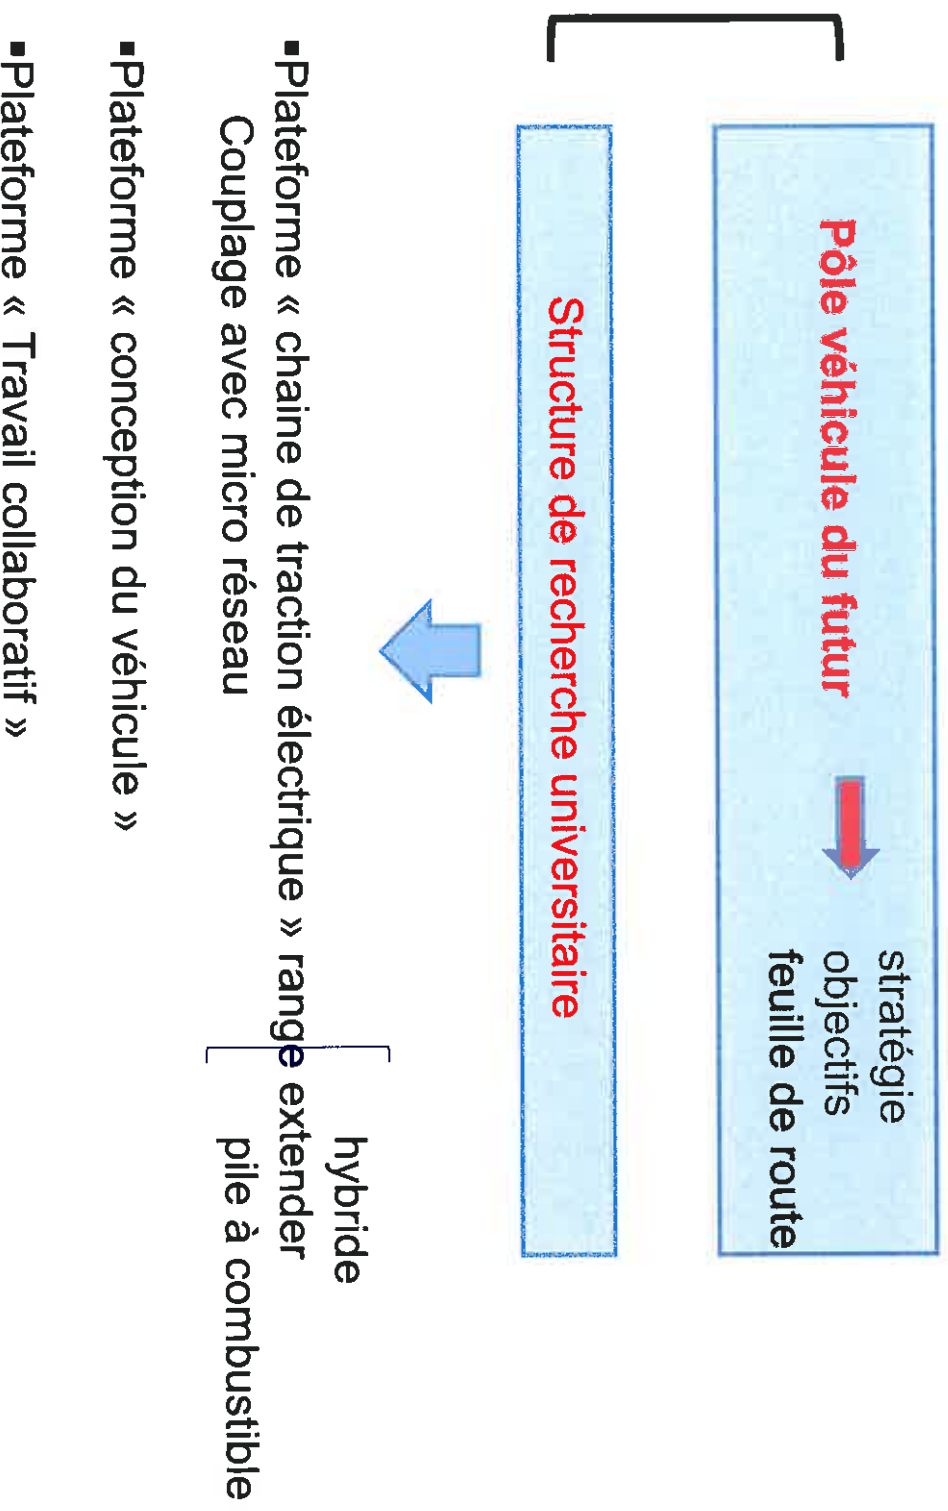 Pôle véhicule du futur
stratégie
objectifs
feuille de route
Structure de recherche universitaire
▪Plateforme « chaine de traction électrique » range extender
Couplage avec micro réseau
hybride
pile à combustible
▪Plateforme « conception du véhicule »
▪Plateforme « Travail collaboratif »